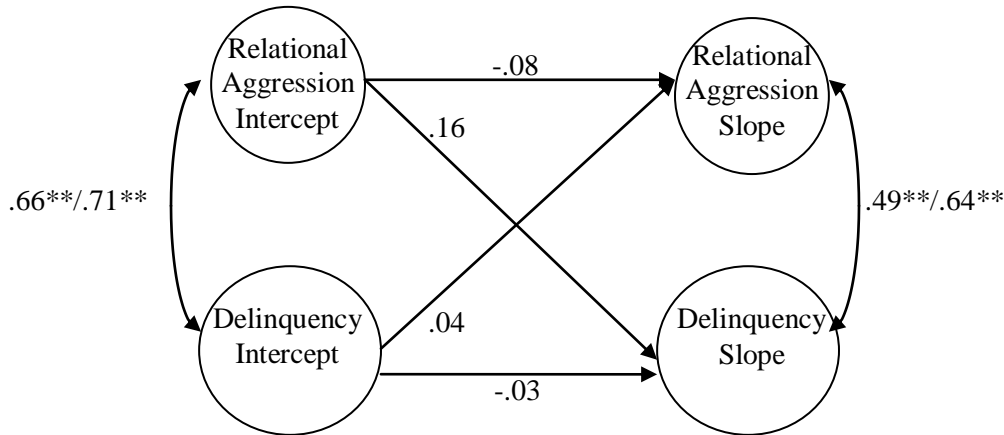 Relational
Aggression
Intercept
-.08
Relational
Aggression
Slope
.16
.66**/.71**
.49**/.64**
Delinquency
Intercept
.04
Delinquency
Slope
-.03